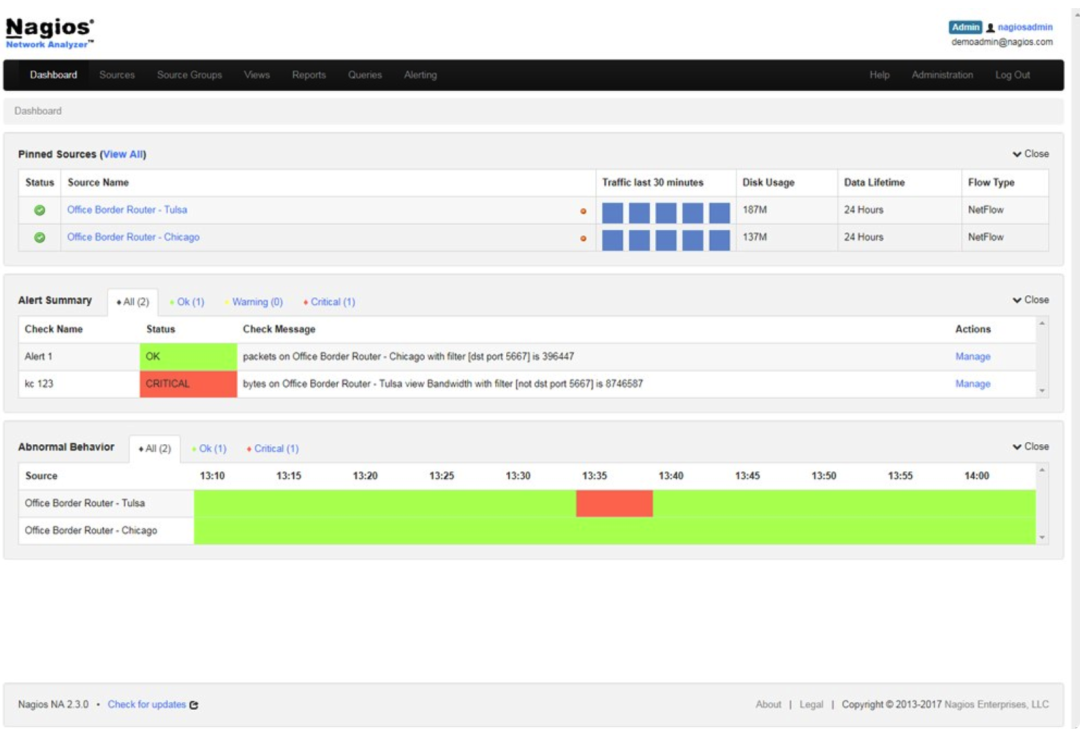 Nagios®
Network Analyzer™
Admin nagiosadmin
demoadmin@nagios.com
Dashboard Sources Source Groups Views Reports Queries Alerting Help Administration Log Out
Dashboard
Pinned Sources (View All) Close
Status Source Name Traffic last 30 minutes Disk Usage Data Lifetime Flow Type
Office Border Router - Tulsa 187M 24 Hours NetFlow
Office Border Router - Chicago 137M 24 Hours NetFlow
Alert Summary All (2) Ok (1) Warning (0) Critical (1) Close
Check Name Status Check Message Actions
Alert 1 OK packets on Office Border Router - Chicago with filter [dst port 5667] is 396447 Manage
kc 123 CRITICAL bytes on Office Border Router - Tulsa view Bandwidth with filter [not dst port 5667] is 8746587 Manage
Abnormal Behavior All (2) Ok (1) Critical (1) Close
Source 13:10 13:15 13:20 13:25 13:30 13:35 13:40 13:45 13:50 13:55 14:00
Office Border Router - Tulsa
Office Border Router - Chicago
Nagios NA 2.3.0 • Check for updates About | Legal | Copyright © 2013-2017 Nagios Enterprises, LLC